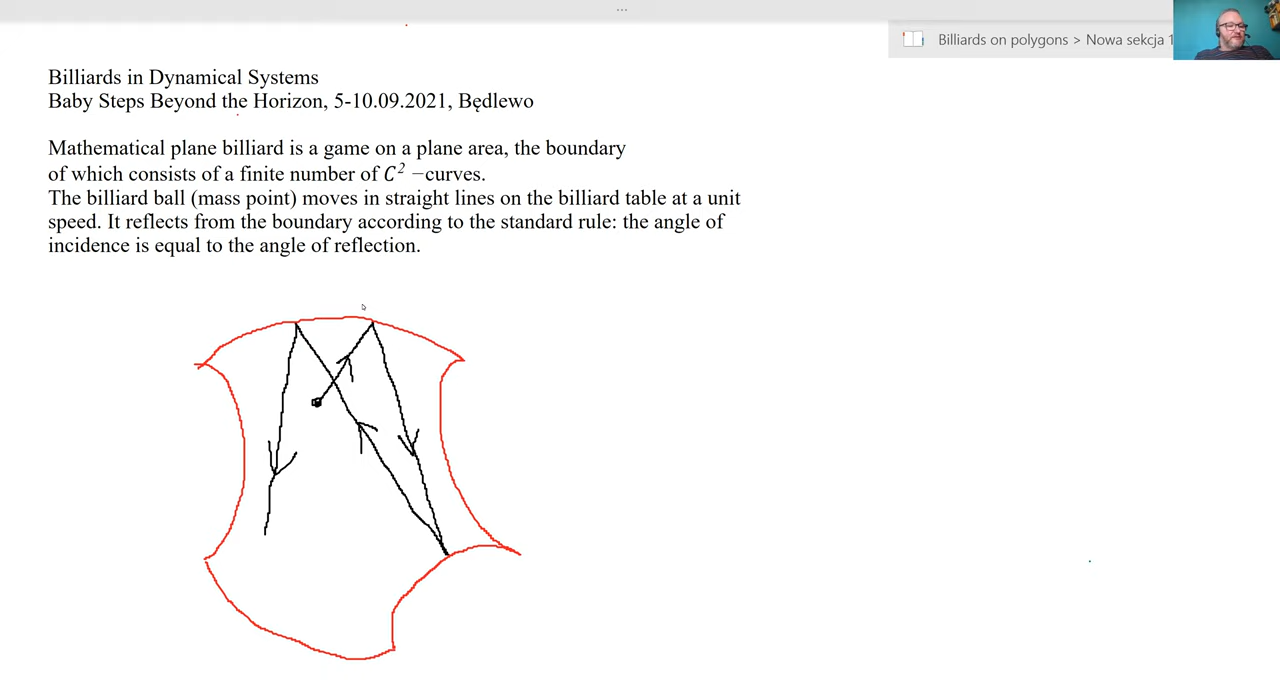 ...
Billiards on polygons > Nowa sekcja 1
Billiards in Dynamical Systems
Baby Steps Beyond the Horizon, 5-10.09.2021, Będlewo
Mathematical plane billiard is a game on a plane area, the boundary
of which consists of a finite number of C² −curves.
The billiard ball (mass point) moves in straight lines on the billiard table at a unit
speed. It reflects from the boundary according to the standard rule: the angle of
incidence is equal to the angle of reflection.